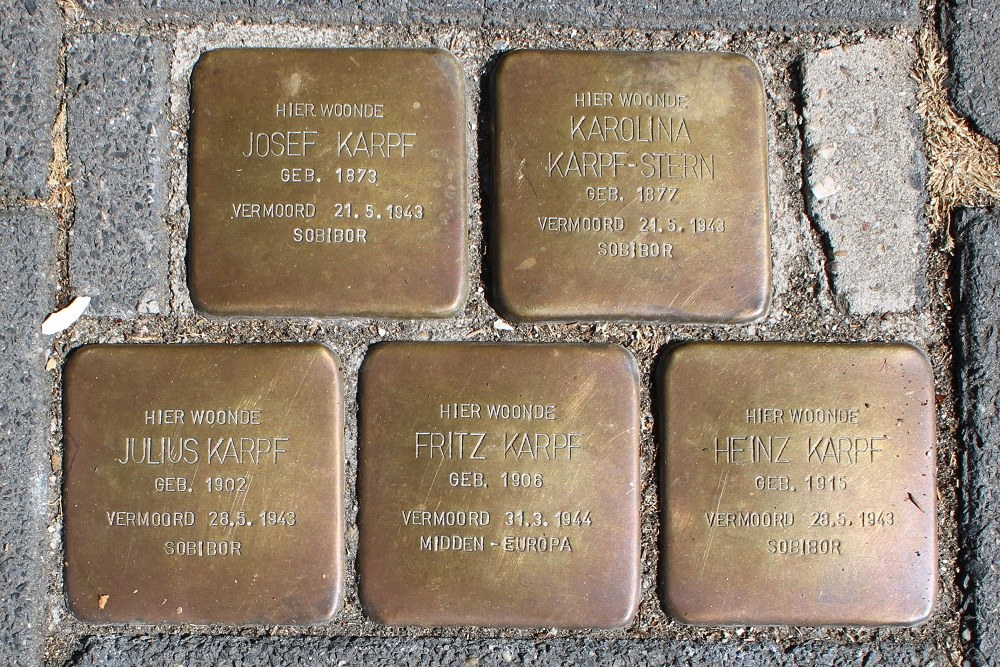 HIER WOONDE
JOSEF KARPF
GEB. 1873
VERMOORD 21.5.1943
SOBIBOR
HIER WOONDE
KAROLINA
KARPF-STERN
GEB. 1877
VERMOORD 21.5.1943
SOBIBOR
HIER WOONDE
JULIUS KARPF
GEB. 1902
VERMOORD 28.5.1943
SOBIBOR
HIER WOONDE
FRITZ KARPF
GEB. 1906
VERMOORD 31.3.1944
MIDDEN-EUROPA
HIER WOONDE
HEINZ KARPF
GEB. 1915
VERMOORD 28.5.1943
SOBIBOR